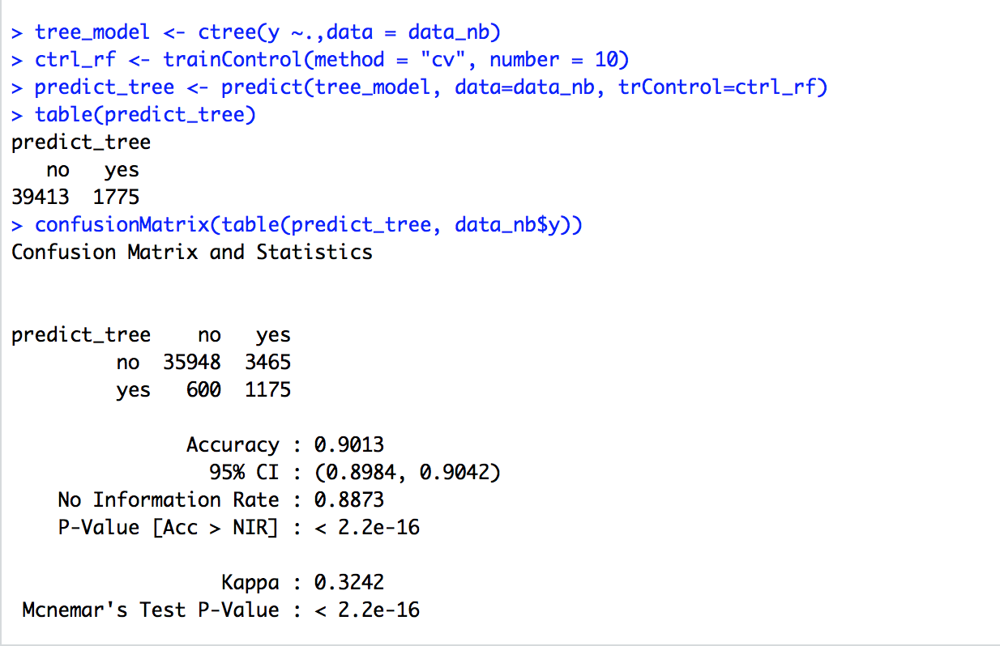 > tree_model <- ctree(y ~.,data = data_nb)
> ctrl_rf <- trainControl(method = "cv", number = 10)
> predict_tree <- predict(tree_model, data=data_nb, trControl=ctrl_rf)
> table(predict_tree)
predict_tree
   no   yes
39413  1775
> confusionMatrix(table(predict_tree, data_nb$y))
Confusion Matrix and Statistics
predict_tree    no   yes
         no  35948  3465
         yes   600  1175
               Accuracy : 0.9013
                 95% CI : (0.8984, 0.9042)
    No Information Rate : 0.8873
    P-Value [Acc > NIR] : < 2.2e-16
                  Kappa : 0.3242
 Mcnemar's Test P-Value : < 2.2e-16